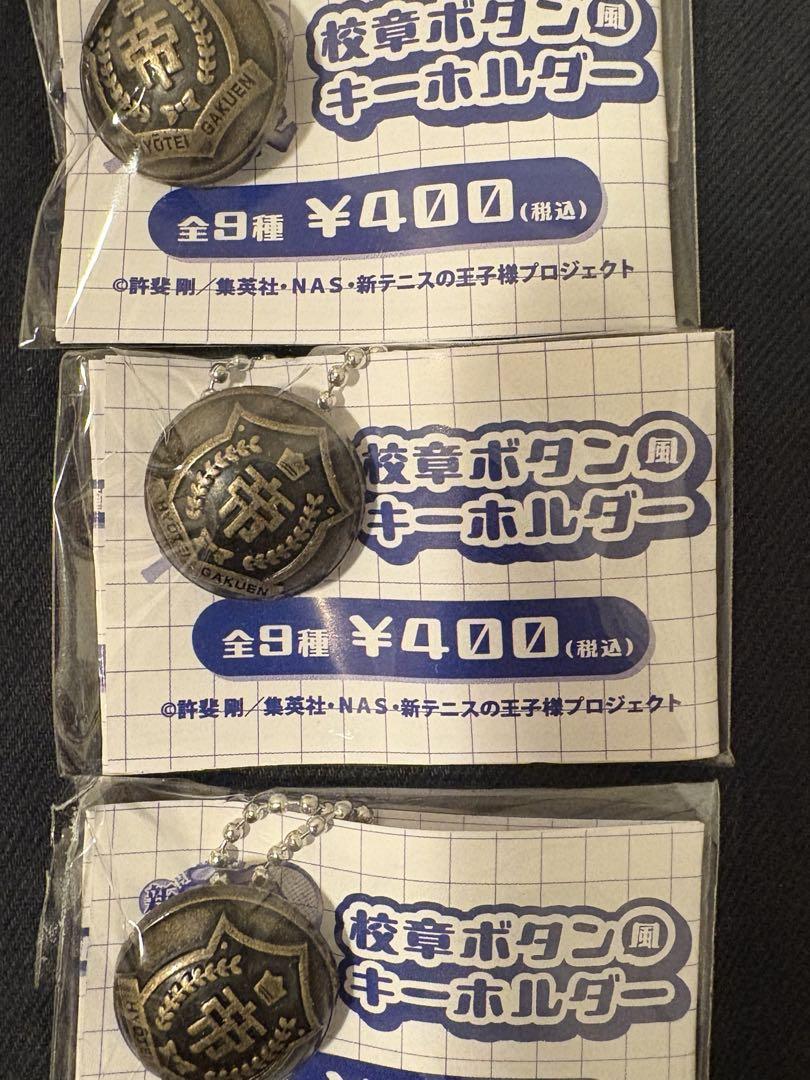 帝
YŌTEI GAKUEN
校章ボタン風
キーホルダー
全9種 ¥400(税込)
©許斐 剛/集英社・NAS・新テニスの王子様プロジェクト
帝
HYŌTEI GAKUEN
校章ボタン風
キーホルダー
全9種 ¥400(税込)
©許斐 剛/集英社・NAS・新テニスの王子様プロジェクト
新
帝
HYŌTEI
校章ボタン風
キーホルダー